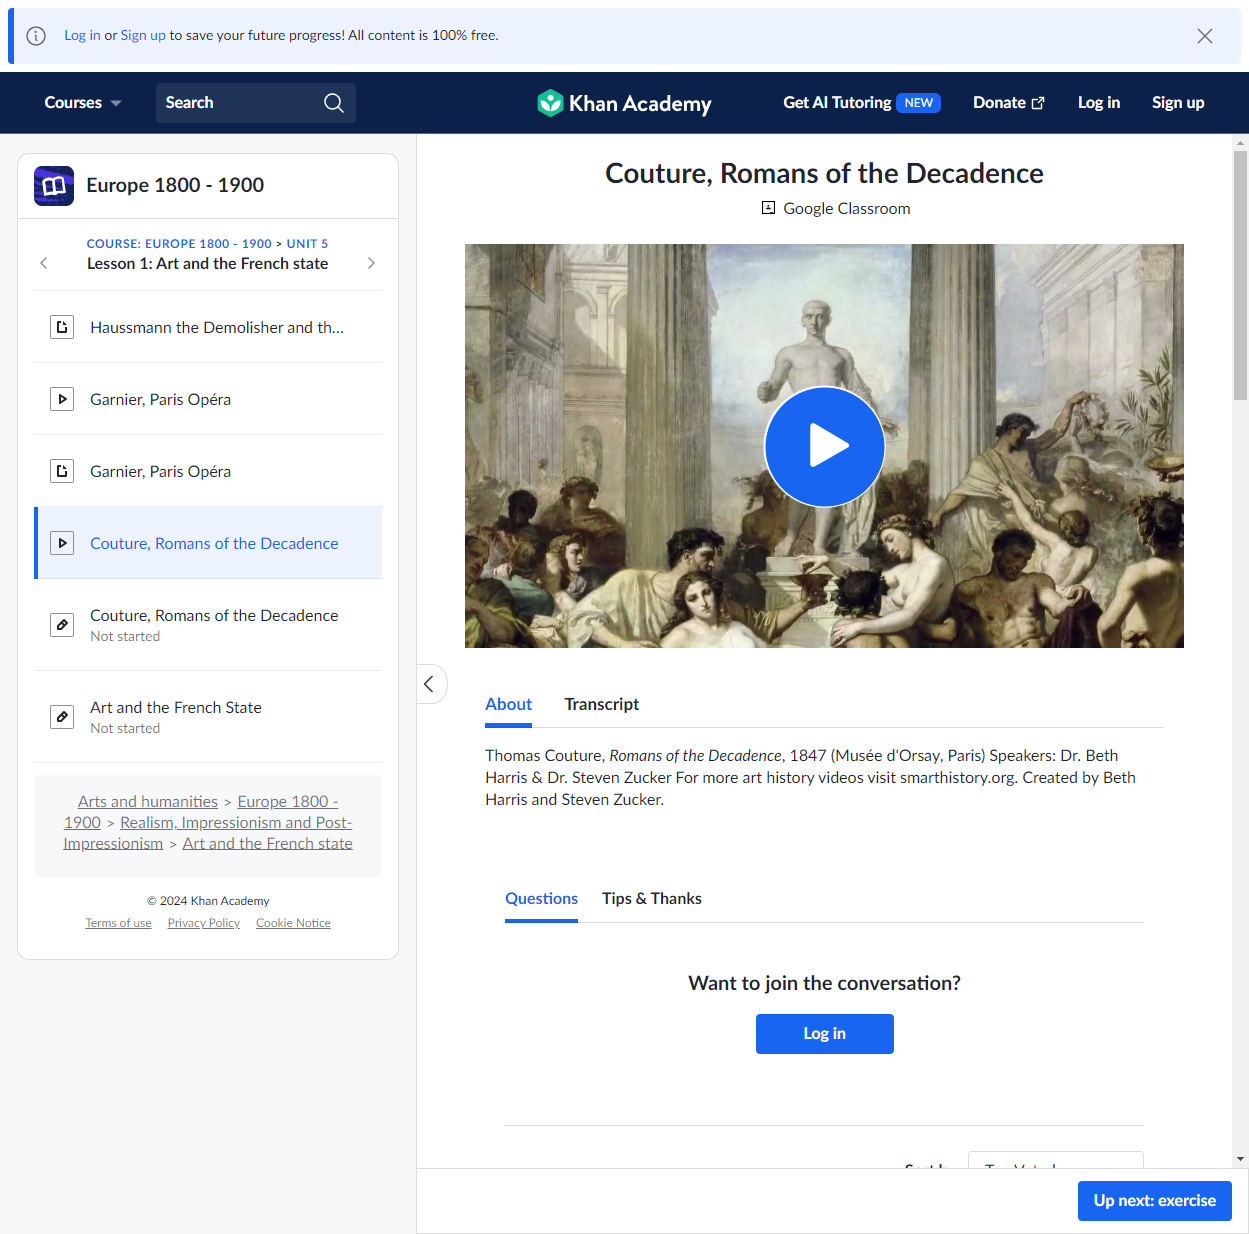 Log in or Sign up to save your future progress! All content is 100% free.
Courses
Search
Khan Academy
Get AI Tutoring NEW
Donate
Log in
Sign up
Europe 1800 - 1900
COURSE: EUROPE 1800 - 1900 > UNIT 5
Lesson 1: Art and the French state
Haussmann the Demolisher and th...
Garnier, Paris Opéra
Garnier, Paris Opéra
Couture, Romans of the Decadence
Couture, Romans of the Decadence
Not started
Art and the French State
Not started
Arts and humanities > Europe 1800 -
1900 > Realism, Impressionism and Post-
Impressionism > Art and the French state
© 2024 Khan Academy
Terms of use Privacy Policy Cookie Notice
Couture, Romans of the Decadence
Google Classroom
About Transcript
Thomas Couture, Romans of the Decadence, 1847 (Musée d'Orsay, Paris) Speakers: Dr. Beth
Harris & Dr. Steven Zucker For more art history videos visit smarthistory.org. Created by Beth
Harris and Steven Zucker.
Questions Tips & Thanks
Want to join the conversation?
Log in
Up next: exercise